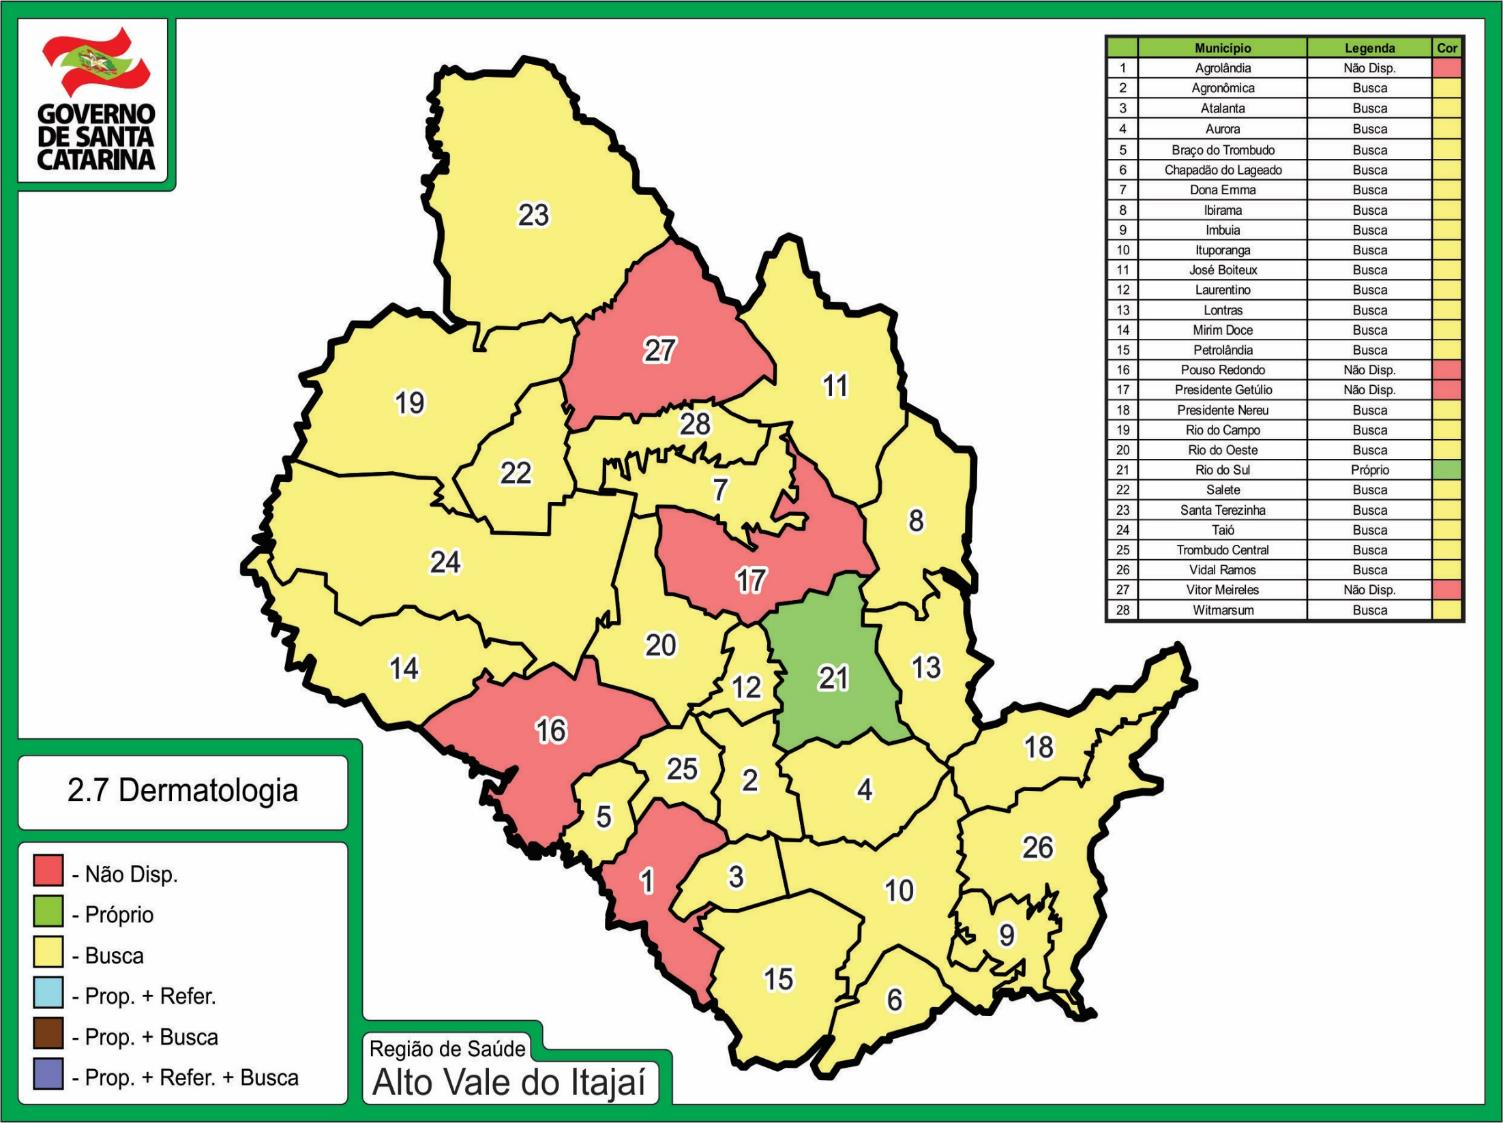 GOVERNO
DE SANTA
CATARINA
Município Legenda Cor
1 Agrolândia Não Disp.
2 Agronômica Busca
3 Atalanta Busca
4 Aurora Busca
5 Braço do Trombudo Busca
6 Chapadão do Lageado Busca
7 Dona Emma Busca
8 Ibirama Busca
9 Imbuia Busca
10 Ituporanga Busca
11 José Boiteux Busca
12 Laurentino Busca
13 Lontras Busca
14 Mirim Doce Busca
15 Petrolândia Busca
16 Pouso Redondo Não Disp.
17 Presidente Getúlio Não Disp.
18 Presidente Nereu Busca
19 Rio do Campo Busca
20 Rio do Oeste Busca
21 Rio do Sul Próprio
22 Salete Busca
23 Santa Terezinha Busca
24 Taió Busca
25 Trombudo Central Busca
26 Vidal Ramos Busca
27 Vitor Meireles Não Disp.
28 Witmarsum Busca
23
27
11
19
28
22
7
8
24
17
20
13
14
12
21
16
18
25
2
4
5
26
1
3
10
9
15
6
2.7 Dermatologia
- Não Disp.
- Próprio
- Busca
- Prop. + Refer.
- Prop. + Busca
- Prop. + Refer. + Busca
Região de Saúde
Alto Vale do Itajaí